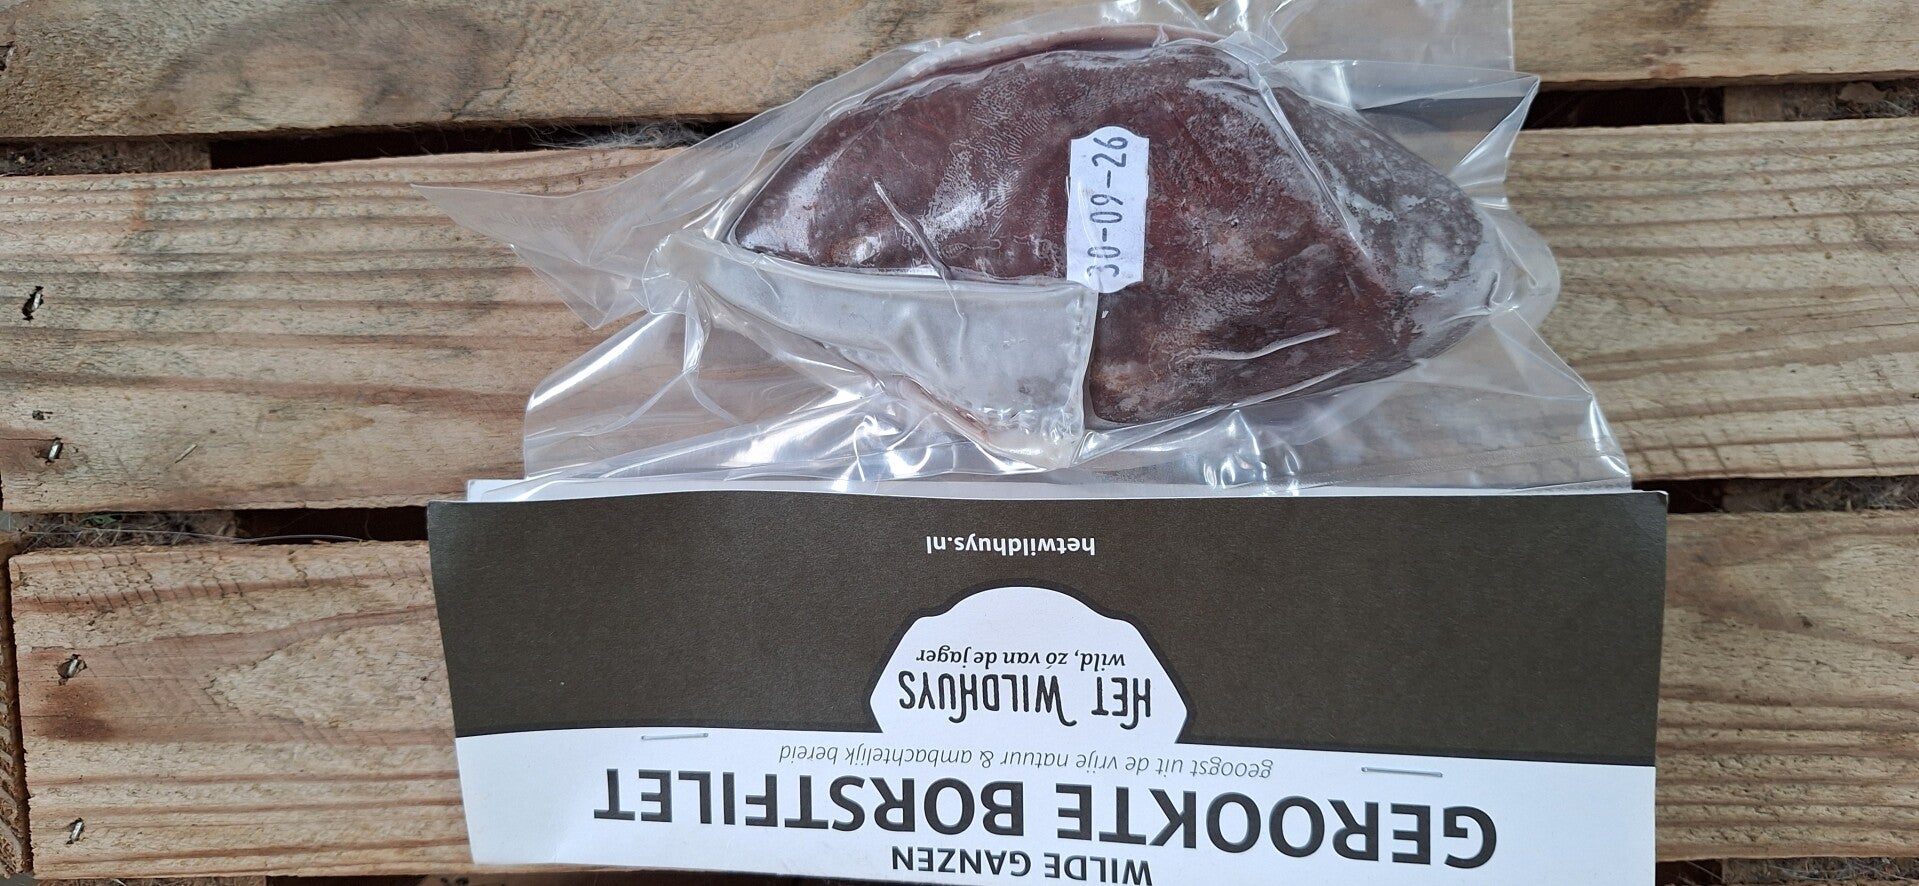 WILDE GANZEN
GEROOKTE BORSTFILET
geoogst uit de vrije natuur & ambachtelijk bereid
HET WILDHUYS
wild, zó van de jager
hetwildhuys.nl
30-09-26